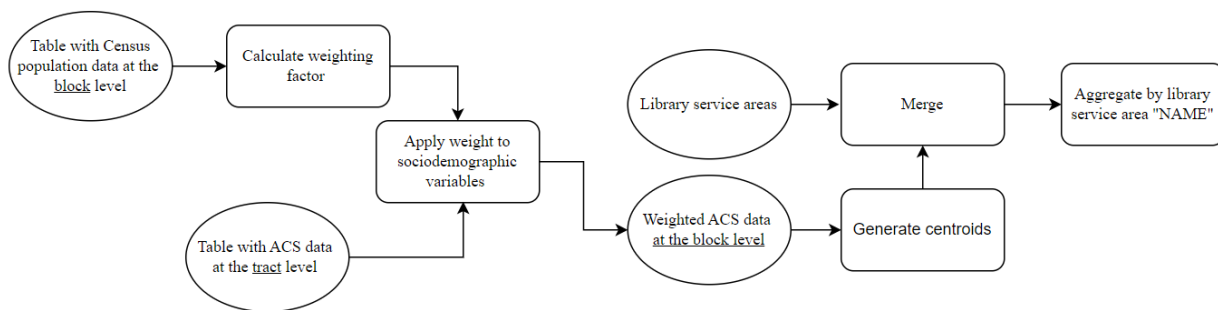 Table with Census
population data at the
block level
Calculate weighting
factor
Apply weight to
sociodemographic
variables
Table with ACS data
at the tract level
Library service areas
Merge
Aggregate by library
service area "NAME"
Weighted ACS data
at the block level
Generate centroids